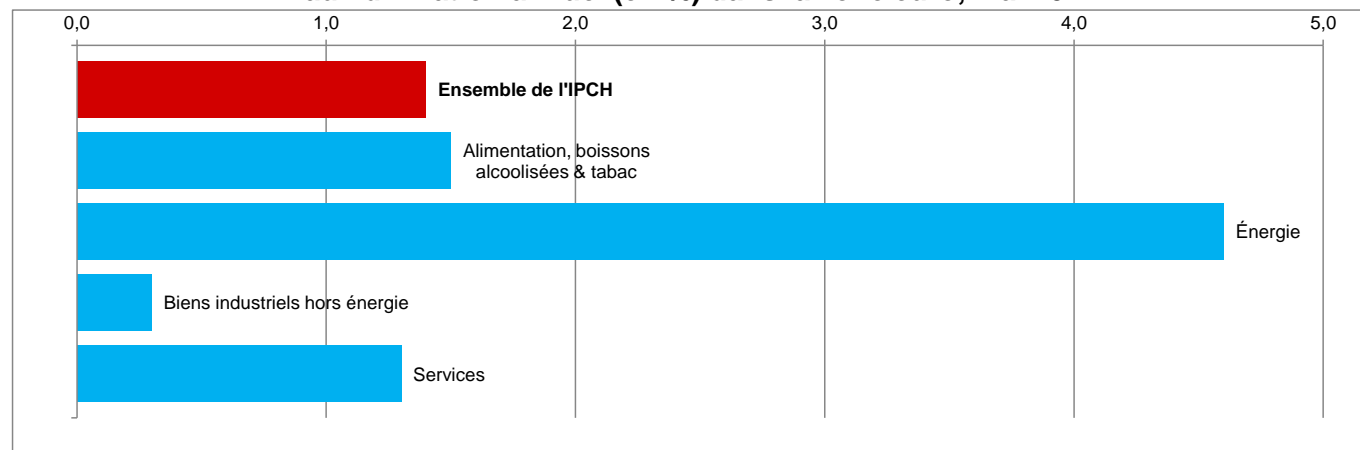 0,0 1,0 2,0 3,0 4,0 5,0
Ensemble de l'IPCH
Alimentation, boissons
alcoolisées & tabac
Énergie
Biens industriels hors énergie
Services